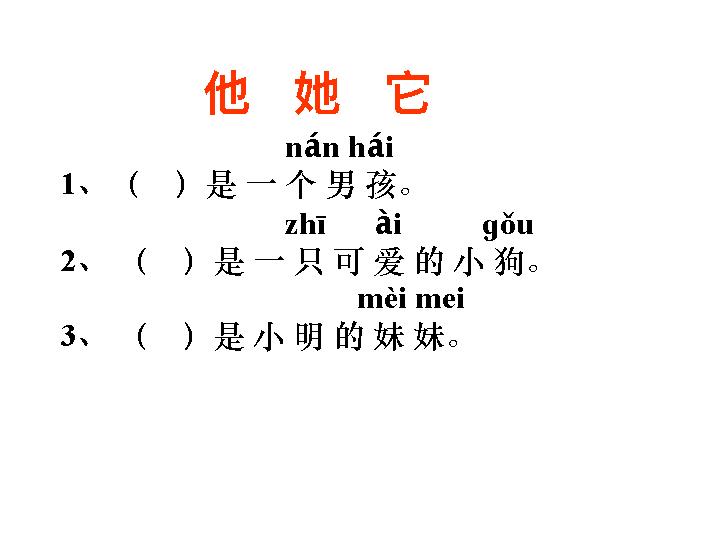 他 她 它
nán hái
1、（ ）是一个男孩。
zhī ài gǒu
2、（ ）是一只可爱的小狗。
mèi mei
3、（ ）是小明的妹妹。